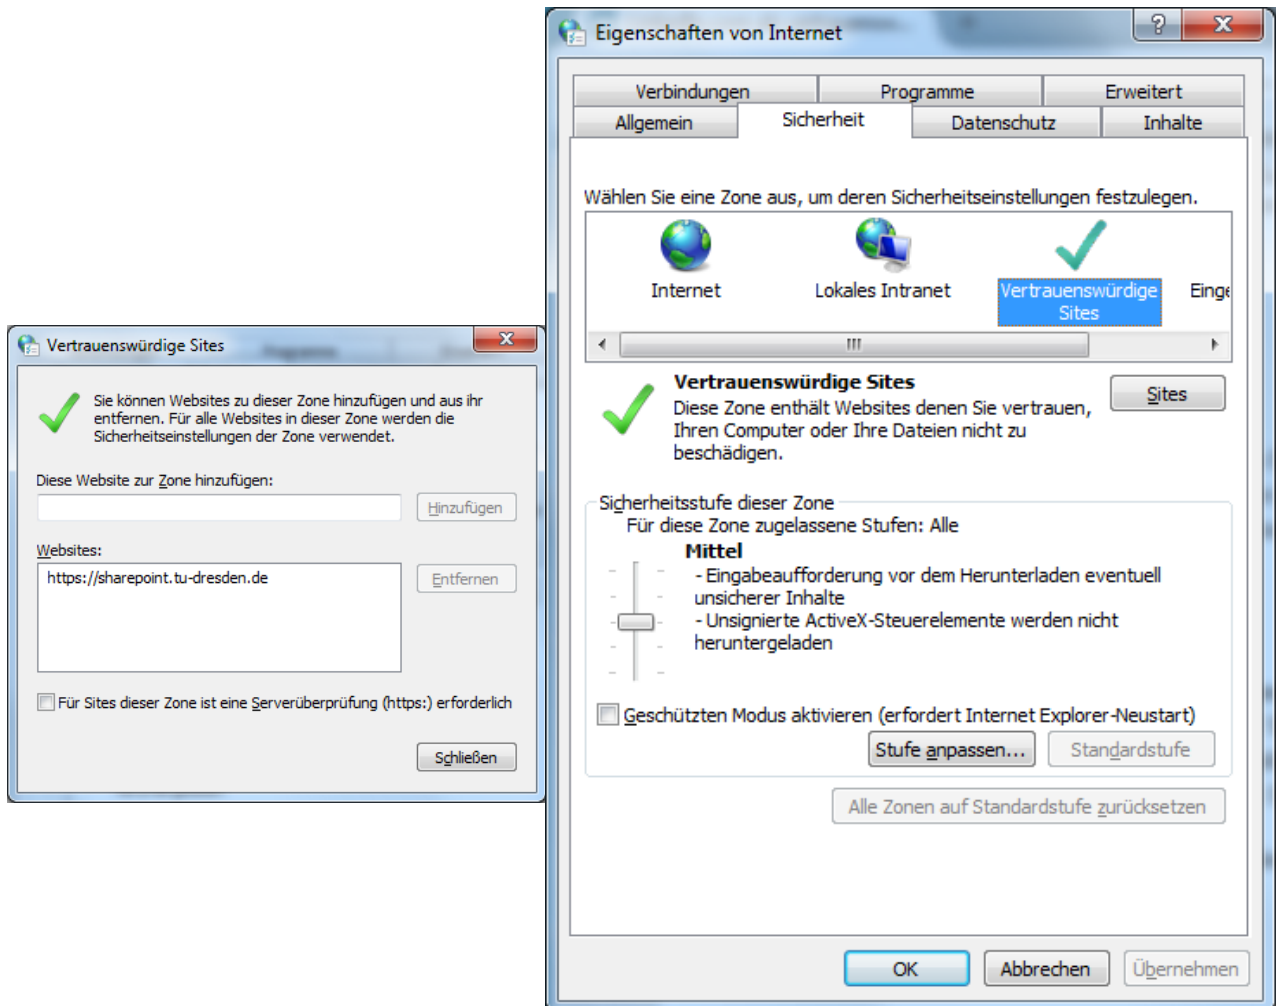 Vertrauenswürdige Sites
Sie können Websites zu dieser Zone hinzufügen und aus ihr
entfernen. Für alle Websites in dieser Zone werden die
Sicherheitseinstellungen der Zone verwendet.
Diese Website zur Zone hinzufügen:
Hinzufügen
Websites:
https://sharepoint.tu-dresden.de
Entfernen
Für Sites dieser Zone ist eine Serverüberprüfung (https:) erforderlich
Schließen
Eigenschaften von Internet
Verbindungen Programme Erweitert
Allgemein Sicherheit Datenschutz Inhalte
Wählen Sie eine Zone aus, um deren Sicherheitseinstellungen festzulegen.
Internet Lokales Intranet Vertrauenswürdige Einge
Sites
Vertrauenswürdige Sites
Sites
Diese Zone enthält Websites denen Sie vertrauen,
Ihren Computer oder Ihre Dateien nicht zu
beschädigen.
Sicherheitsstufe dieser Zone
Für diese Zone zugelassene Stufen: Alle
Mittel
- Eingabeaufforderung vor dem Herunterladen eventuell
unsicherer Inhalte
- Unsignierte ActiveX-Steuerelemente werden nicht
heruntergeladen
Geschützten Modus aktivieren (erfordert Internet Explorer-Neustart)
Stufe anpassen... Standardstufe
Alle Zonen auf Standardstufe zurücksetzen
OK Abbrechen Übernehmen